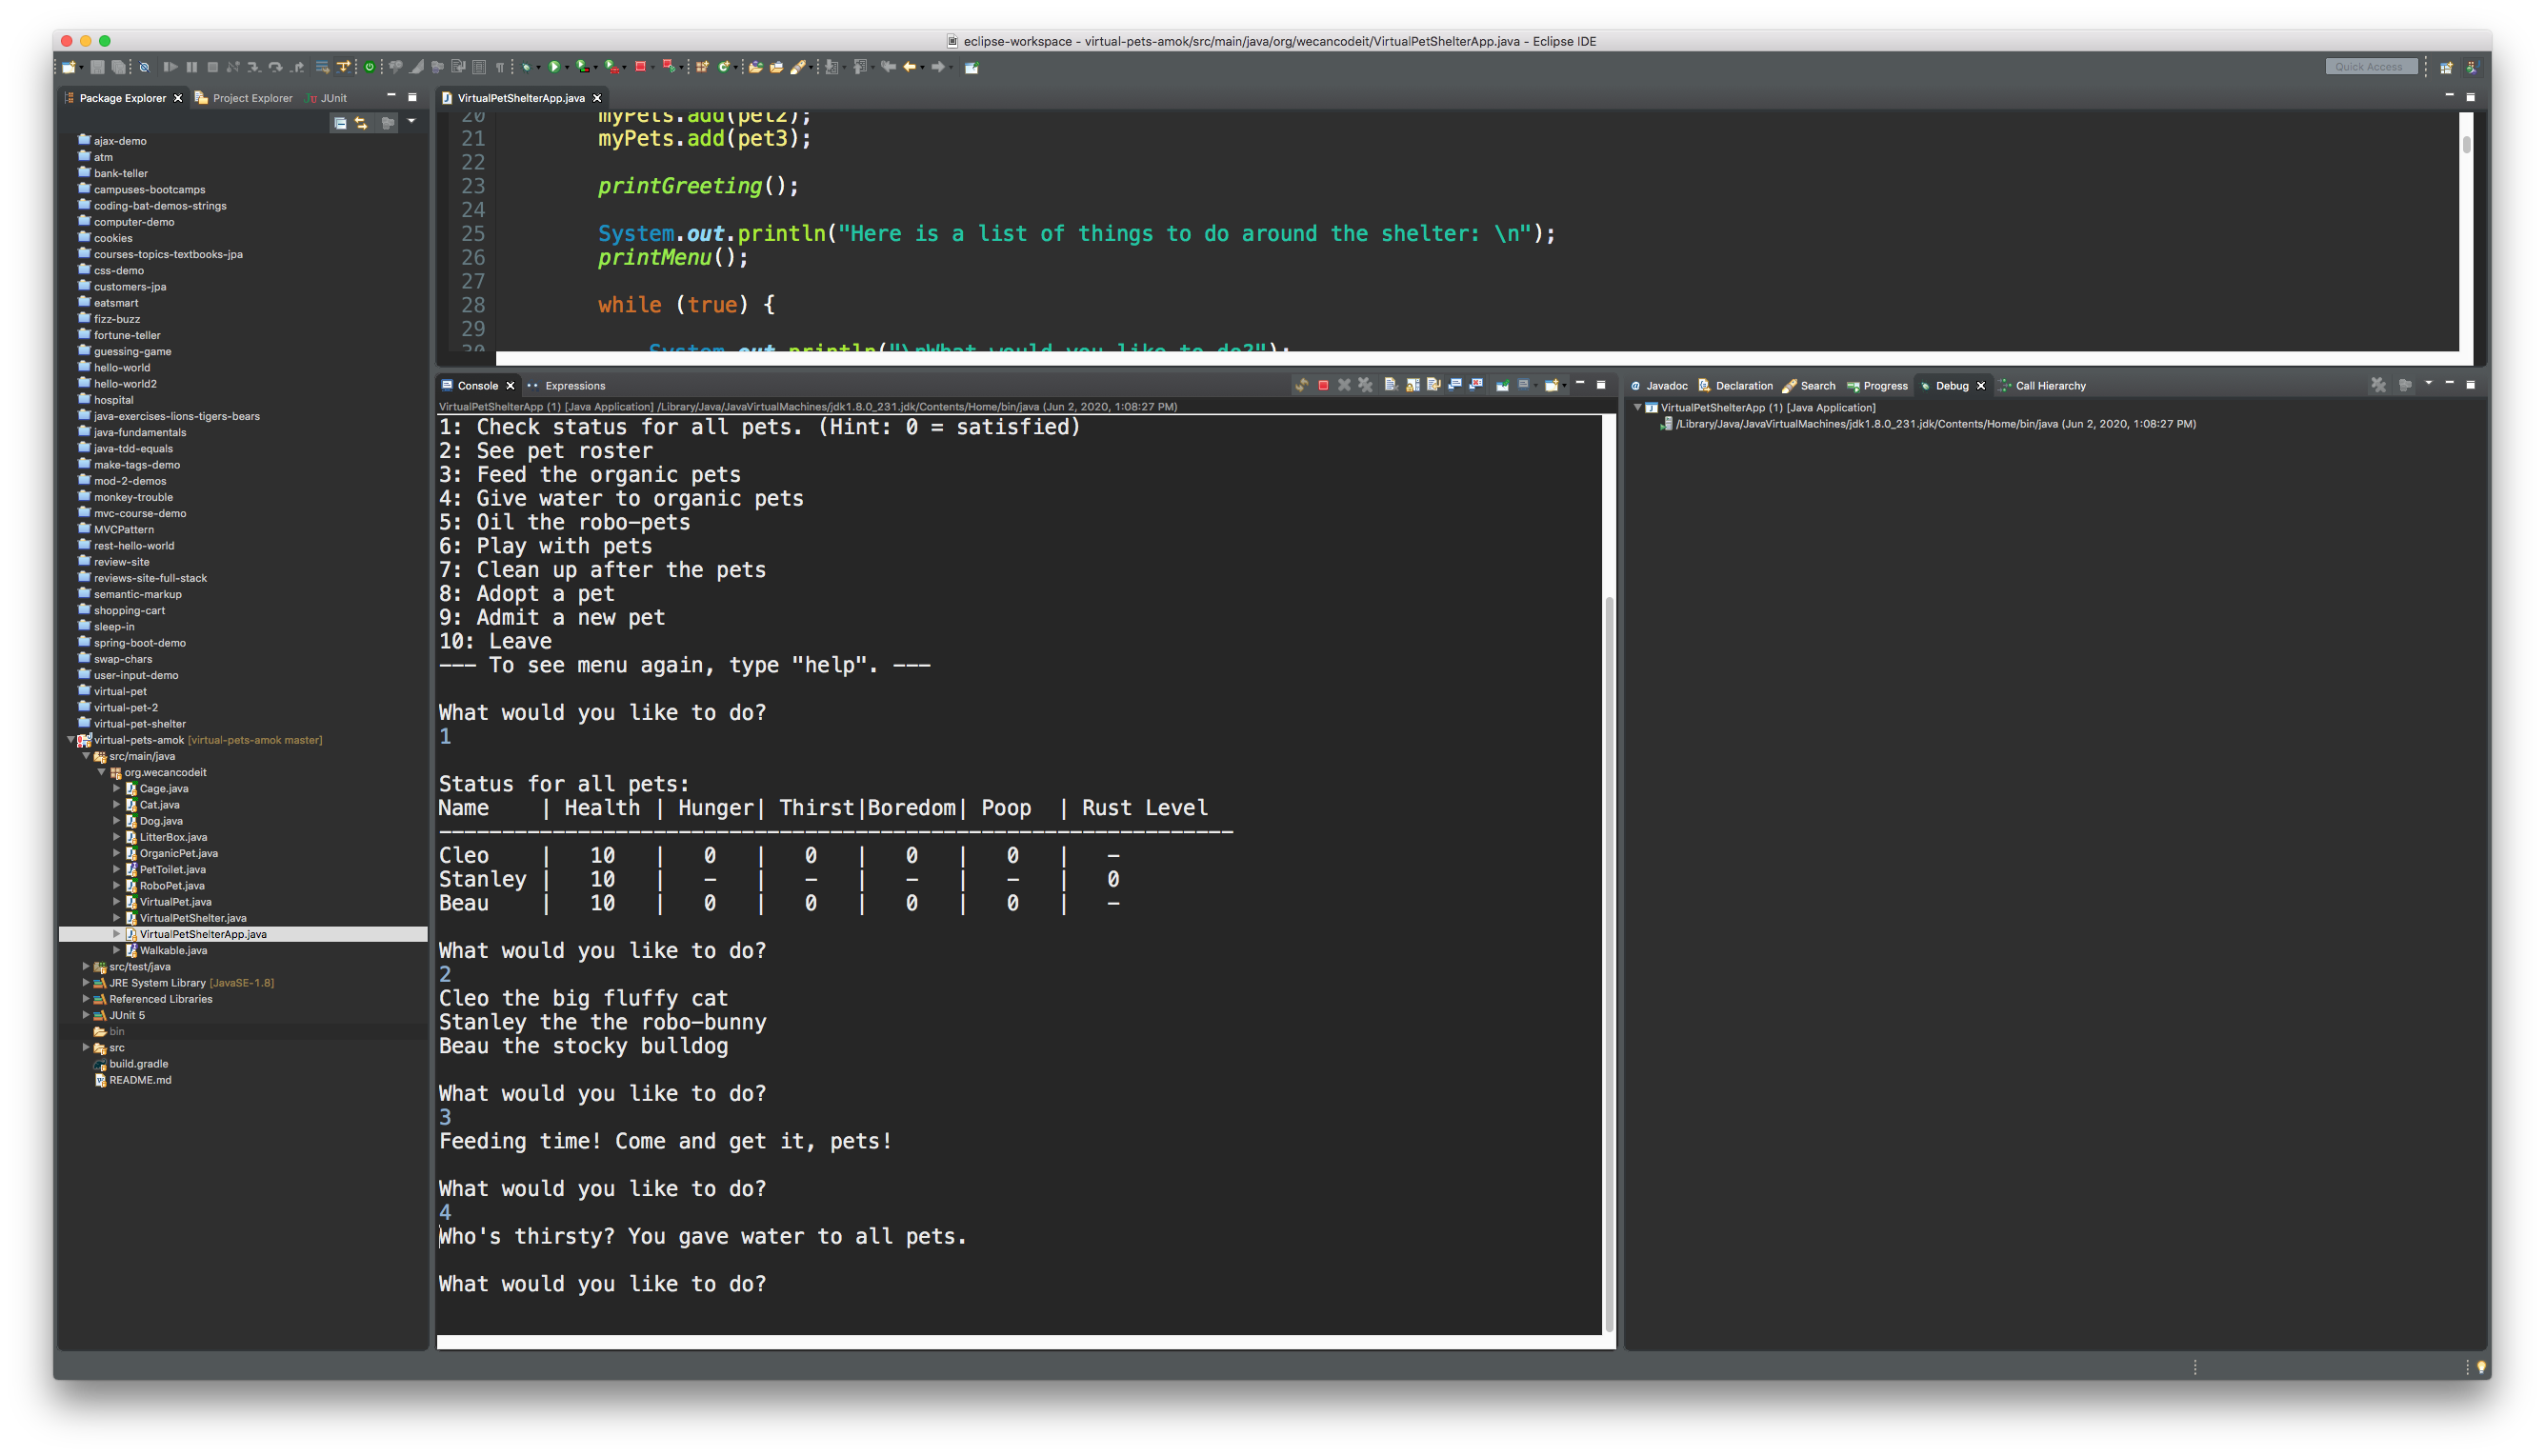 eclipse-workspace - virtual-pets-amok/src/main/java/org/wecancodeit/VirtualPetShelterApp.java - Eclipse IDE
Quick Access
Package Explorer
Project Explorer
JUnit
ajax-demo
atm
bank-teller
campuses-bootcamps
coding-bat-demos-strings
computer-demo
cookies
courses-topics-textbooks-jpa
css-demo
customers-jpa
eatsmart
fizz-buzz
fortune-teller
guessing-game
hello-world
hello-world2
hospital
java-exercises-lions-tigers-bears
java-fundamentals
java-tdd-equals
make-tags-demo
mod-2-demos
monkey-trouble
mvc-course-demo
MVCPattern
rest-hello-world
review-site
reviews-site-full-stack
semantic-markup
shopping-cart
sleep-in
spring-boot-demo
swap-chars
user-input-demo
virtual-pet
virtual-pet-2
virtual-pet-shelter
virtual-pets-amok [virtual-pets-amok master]
src/main/java
org.wecancodeit
Cage.java
Cat.java
Dog.java
LitterBox.java
OrganicPet.java
PetToilet.java
RoboPet.java
VirtualPet.java
VirtualPetShelter.java
VirtualPetShelterApp.java
Walkable.java
src/test/java
JRE System Library [JavaSE-1.8]
Referenced Libraries
JUnit 5
bin
src
build.gradle
README.md
VirtualPetShelterApp.java
20 myPets.add(pet2);
21 myPets.add(pet3);
22
23 printGreeting();
24
25 System.out.println("Here is a list of things to do around the shelter: \n");
26 printMenu();
27
28 while (true) {
29
30 System.out.println("\nWhat would you like to do?");
Console
Expressions
VirtualPetShelterApp (1) [Java Application] /Library/Java/JavaVirtualMachines/jdk1.8.0_231.jdk/Contents/Home/bin/java (Jun 2, 2020, 1:08:27 PM)
1: Check status for all pets. (Hint: 0 = satisfied)
2: See pet roster
3: Feed the organic pets
4: Give water to organic pets
5: Oil the robo-pets
6: Play with pets
7: Clean up after the pets
8: Adopt a pet
9: Admit a new pet
10: Leave
--- To see menu again, type "help". ---
What would you like to do?
1
Status for all pets:
Name | Health | Hunger| Thirst|Boredom| Poop | Rust Level
---------------------------------------------------------------
Cleo | 10 | 0 | 0 | 0 | 0 | -
Stanley | 10 | - | - | - | - | 0
Beau | 10 | 0 | 0 | 0 | 0 | -
What would you like to do?
2
Cleo the big fluffy cat
Stanley the the robo-bunny
Beau the stocky bulldog
What would you like to do?
3
Feeding time! Come and get it, pets!
What would you like to do?
4
Who's thirsty? You gave water to all pets.
What would you like to do?
Javadoc
Declaration
Search
Progress
Debug
Call Hierarchy
VirtualPetShelterApp (1) [Java Application]
/Library/Java/JavaVirtualMachines/jdk1.8.0_231.jdk/Contents/Home/bin/java (Jun 2, 2020, 1:08:27 PM)